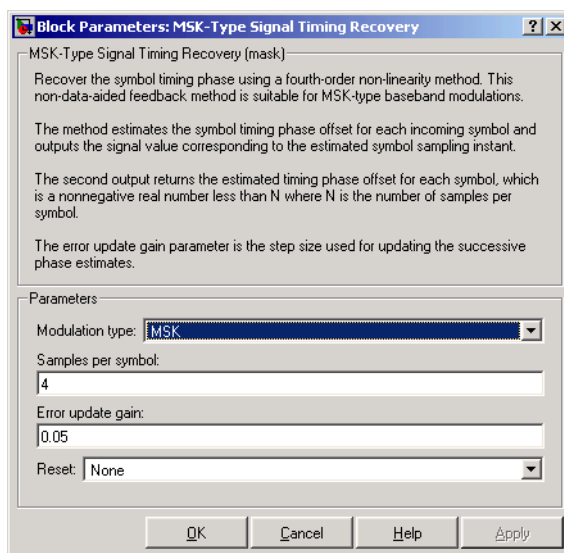 Block Parameters: MSK-Type Signal Timing Recovery
MSK-Type Signal Timing Recovery (mask)
Recover the symbol timing phase using a fourth-order non-linearity method. This
non-data-aided feedback method is suitable for MSK-type baseband modulations.
The method estimates the symbol timing phase offset for each incoming symbol and
outputs the signal value corresponding to the estimated symbol sampling instant.
The second output returns the estimated timing phase offset for each symbol, which
is a nonnegative real number less than N where N is the number of samples per
symbol.
The error update gain parameter is the step size used for updating the successive
phase estimates.
Parameters
Modulation type: MSK
Samples per symbol:
4
Error update gain:
0.05
Reset: None
OK Cancel Help Apply